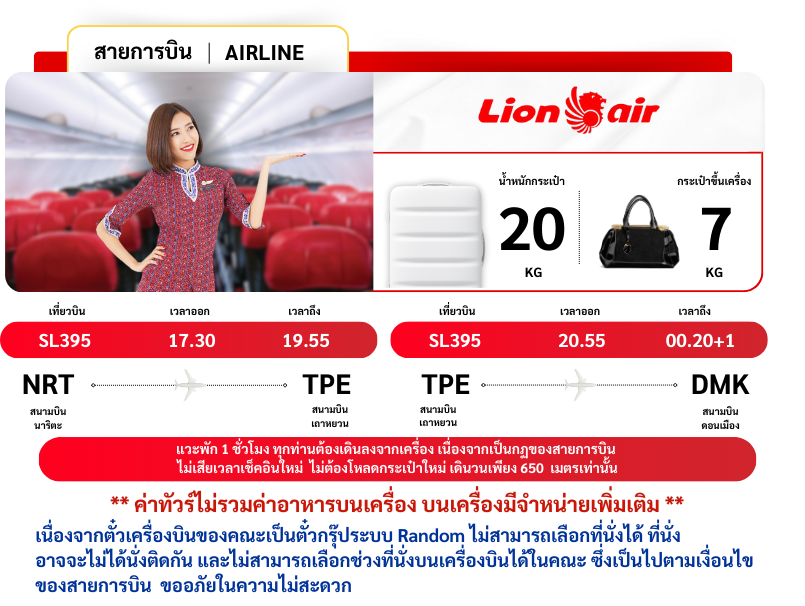 สายการบิน | AIRLINE
Lion air
น้ำหนักกระเป๋า
20
KG
กระเป๋าขึ้นเครื่อง
7
KG
เที่ยวบิน เวลาออก เวลาถึง
SL395 17.30 19.55
NRT TPE
สนามบิน
นาริตะ
สนามบิน
เถาหยวน
เที่ยวบิน เวลาออก เวลาถึง
SL395 20.55 00.20+1
TPE DMK
สนามบิน
เถาหยวน
สนามบิน
ดอนเมือง
แวะพัก 1 ชั่วโมง ทุกท่านต้องเดินลงจากเครื่อง เนื่องจากเป็นกฏของสายการบิน
ไม่เสียเวลาเช็คอินใหม่ ไม่ต้องโหลดกระเป๋าใหม่ เดินวนเพียง 650 เมตรเท่านั้น
** ค่าทัวร์ไม่รวมค่าอาหารบนเครื่อง บนเครื่องมีจำหน่ายเพิ่มเติม **
เนื่องจากตั๋วเครื่องบินของคณะเป็นตั๋วกรุ๊ประบบ Random ไม่สามารถเลือกที่นั่งได้ ที่นั่ง
อาจจะไม่ได้นั่งติดกัน และไม่สามารถเลือกช่วงที่นั่งบนเครื่องบินได้ในคณะ ซึ่งเป็นไปตามเงื่อนไข
ของสายการบิน ขออภัยในความไม่สะดวก